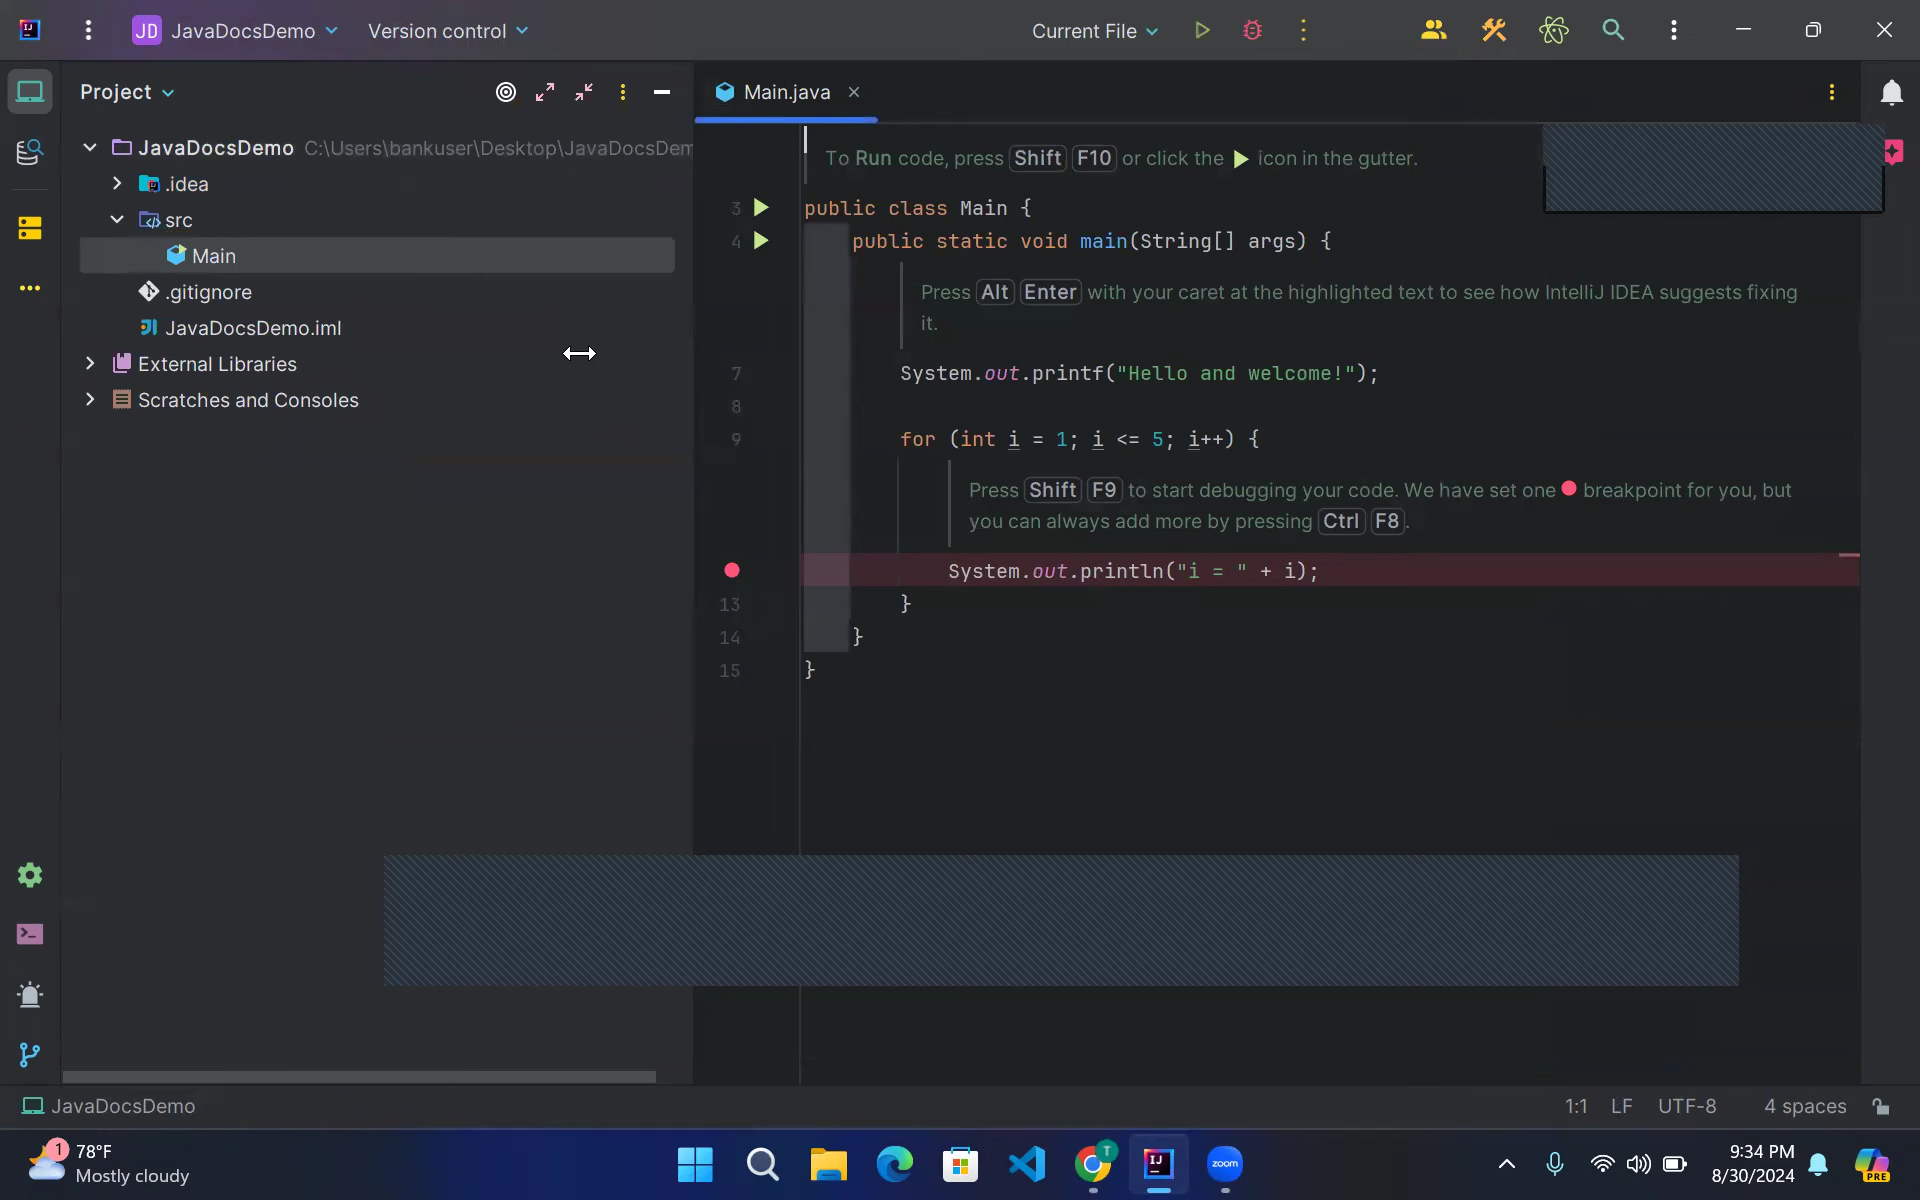 JD JavaDocsDemo Version control Current File
Project
Main.java
JavaDocsDemo C:\Users\bankuser\Desktop\JavaDocsDem
.idea
src
Main
.gitignore
JavaDocsDemo.iml
External Libraries
Scratches and Consoles
To Run code, press Shift F10 or click the icon in the gutter.
3 public class Main {
4 public static void main(String[] args) {
Press Alt Enter with your caret at the highlighted text to see how IntelliJ IDEA suggests fixing
it.
7 System.out.printf("Hello and welcome!");
8
9 for (int i = 1; i <= 5; i++) {
Press Shift F9 to start debugging your code. We have set one breakpoint for you, but
you can always add more by pressing Ctrl F8.
System.out.println("i = " + i);
13 }
14 }
15 }
JavaDocsDemo
1:1 LF UTF-8 4 spaces
1 78°F
Mostly cloudy
T
IJ
zoom
9:34 PM
8/30/2024
PRE